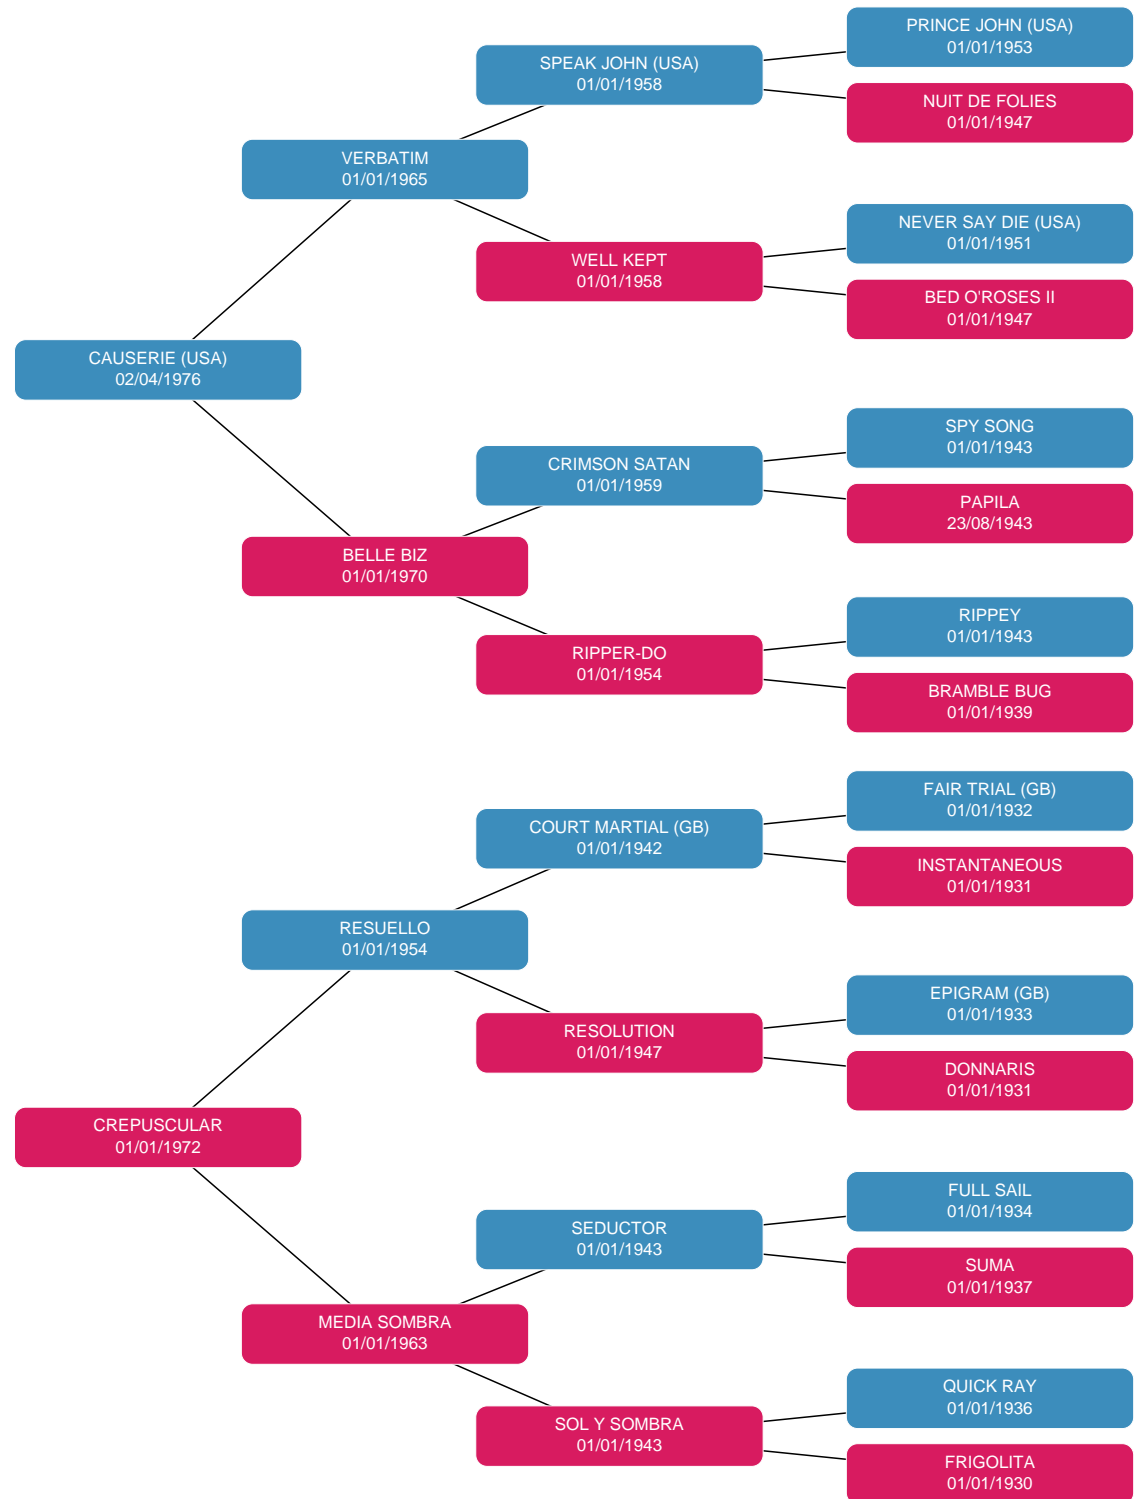 PRINCE JOHN (USA)
01/01/1953
SPEAK JOHN (USA)
01/01/1958
NUIT DE FOLIES
01/01/1947
VERBATIM
01/01/1965
NEVER SAY DIE (USA)
01/01/1951
WELL KEPT
01/01/1958
BED O'ROSES II
01/01/1947
CAUSERIE (USA)
02/04/1976
SPY SONG
01/01/1943
CRIMSON SATAN
01/01/1959
PAPILA
23/08/1943
BELLE BIZ
01/01/1970
RIPPEY
01/01/1943
RIPPER-DO
01/01/1954
BRAMBLE BUG
01/01/1939
FAIR TRIAL (GB)
01/01/1932
COURT MARTIAL (GB)
01/01/1942
INSTANTANEOUS
01/01/1931
RESUELLO
01/01/1954
EPIGRAM (GB)
01/01/1933
RESOLUTION
01/01/1947
DONNARIS
01/01/1931
CREPUSCULAR
01/01/1972
FULL SAIL
01/01/1934
SEDUCTOR
01/01/1943
SUMA
01/01/1937
MEDIA SOMBRA
01/01/1963
QUICK RAY
01/01/1936
SOL Y SOMBRA
01/01/1943
FRIGOLITA
01/01/1930